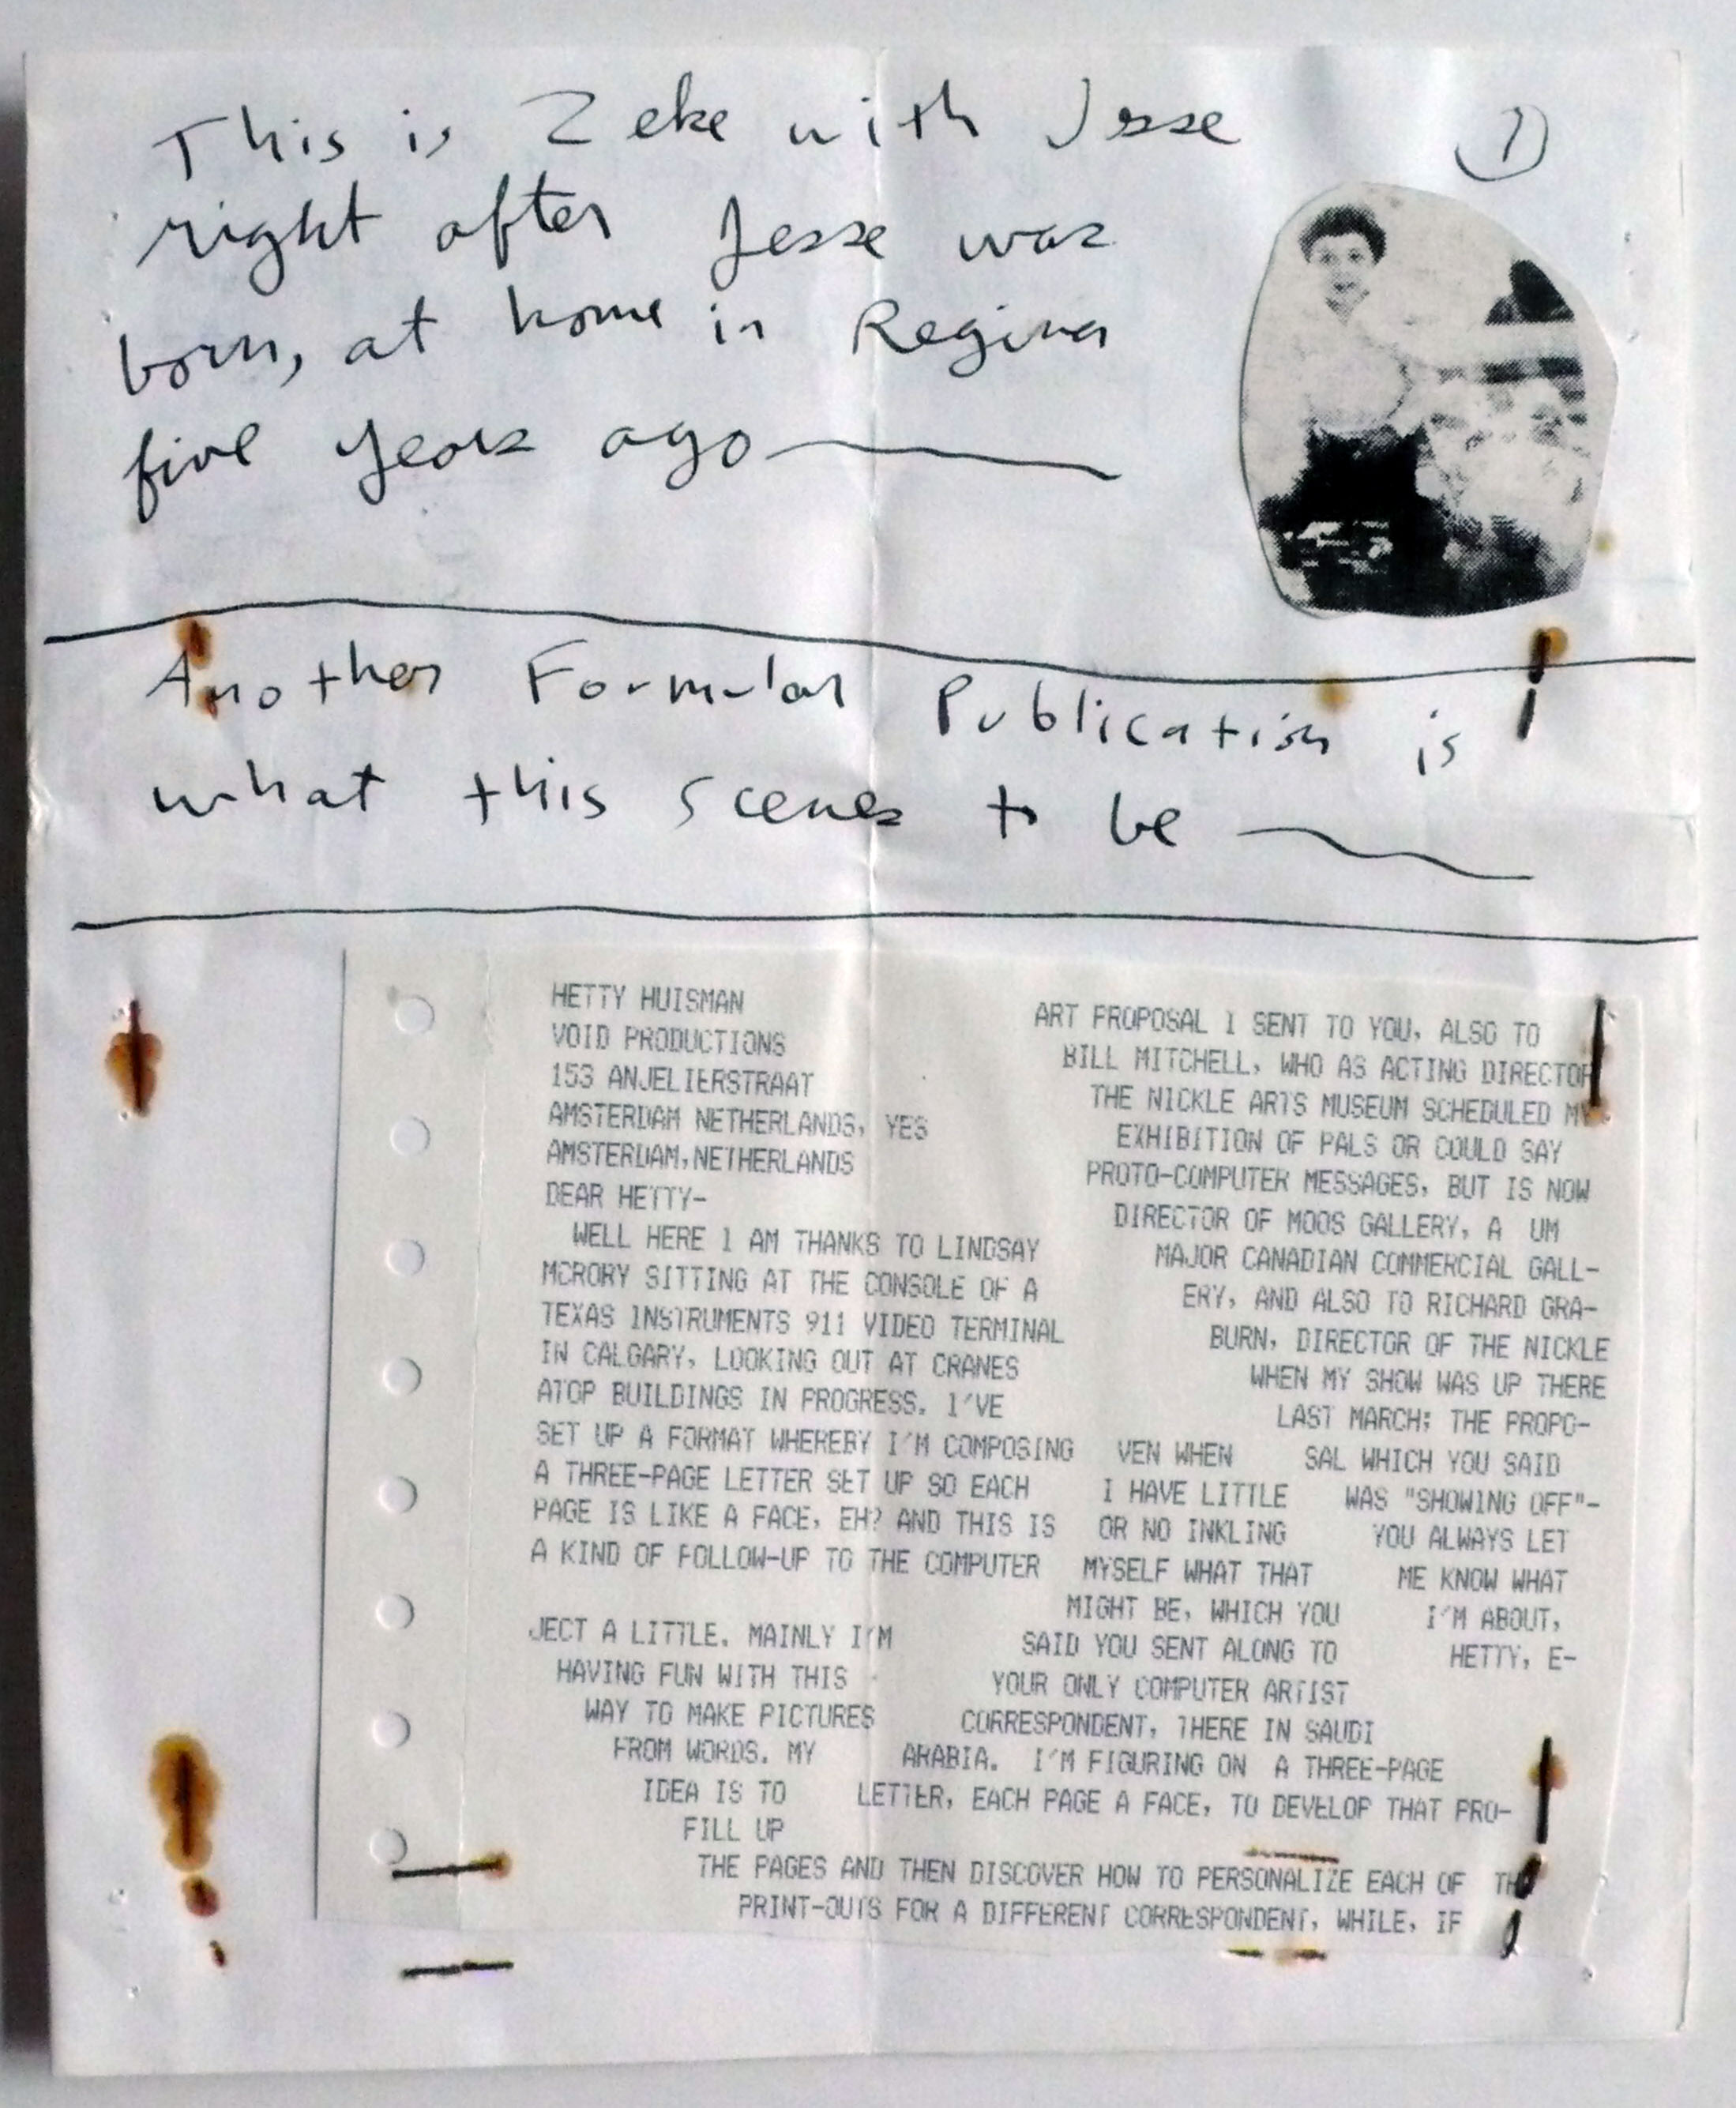 This is Zeke with Jesse
1
right after Jesse was
born, at home in Regina
five years ago
Another Formular Publication is
what this scenes to be
HETTY HUISMAN
VOID PRODUCTIONS
153 ANJELIERSTRAAT
AMSTERDAM NETHERLANDS, YES
AMSTERDAM,NETHERLANDS
DEAR HETTY-
WELL HERE I AM THANKS TO LINDSAY
MCRORY SITTING AT THE CONSOLE OF A
TEXAS INSTRUMENTS 911 VIDEO TERMINAL
IN CALGARY, LOOKING OUT AT CRANES
ATOP BUILDINGS IN PROGRESS. I'VE
SET UP A FORMAT WHEREBY I'M COMPOSING
A THREE-PAGE LETTER SET UP SO EACH
PAGE IS LIKE A FACE, EH? AND THIS IS
A KIND OF FOLLOW-UP TO THE COMPUTER
ART PROPOSAL I SENT TO YOU, ALSO TO
BILL MITCHELL, WHO AS ACTING DIRECTOR
THE NICKLE ARTS MUSEUM SCHEDULED MY
EXHIBITION OF PALS OR COULD SAY
PROTO-COMPUTER MESSAGES, BUT IS NOW
DIRECTOR OF MOOS GALLERY, A UM
MAJOR CANADIAN COMMERCIAL GALL-
ERY, AND ALSO TO RICHARD GRA-
BURN, DIRECTOR OF THE NICKLE
WHEN MY SHOW WAS UP THERE
LAST MARCH; THE PROPO-
SAL WHICH YOU SAID
WAS "SHOWING OFF"-
YOU ALWAYS LET
ME KNOW WHAT
I'M ABOUT,
HETTY, E-
VEN WHEN
I HAVE LITTLE
OR NO INKLING
MYSELF WHAT THAT
MIGHT BE, WHICH YOU
SAID YOU SENT ALONG TO
YOUR ONLY COMPUTER ARTIST
CORRESPONDENT, THERE IN SAUDI
ARABIA. I'M FIGURING ON A THREE-PAGE
LETTER, EACH PAGE A FACE, TO DEVELOP THAT PRO-
JECT A LITTLE. MAINLY I'M
HAVING FUN WITH THIS
WAY TO MAKE PICTURES
FROM WORDS. MY
IDEA IS TO
FILL UP
THE PAGES AND THEN DISCOVER HOW TO PERSONALIZE EACH OF
PRINT-OUTS FOR A DIFFERENT CORRESPONDENT, WHILE, IF